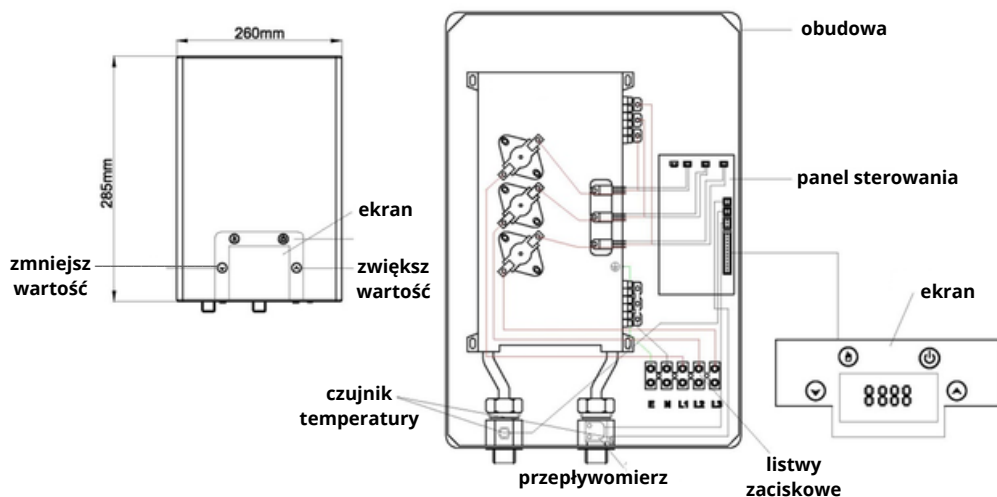 260mm
285mm
ekran
zmniejsz
wartość
zwiększ
wartość
obudowa
panel sterowania
ekran
8888
E N L1 L2 L3
czujnik
temperatury
przepływomierz
listwy
zaciskowe